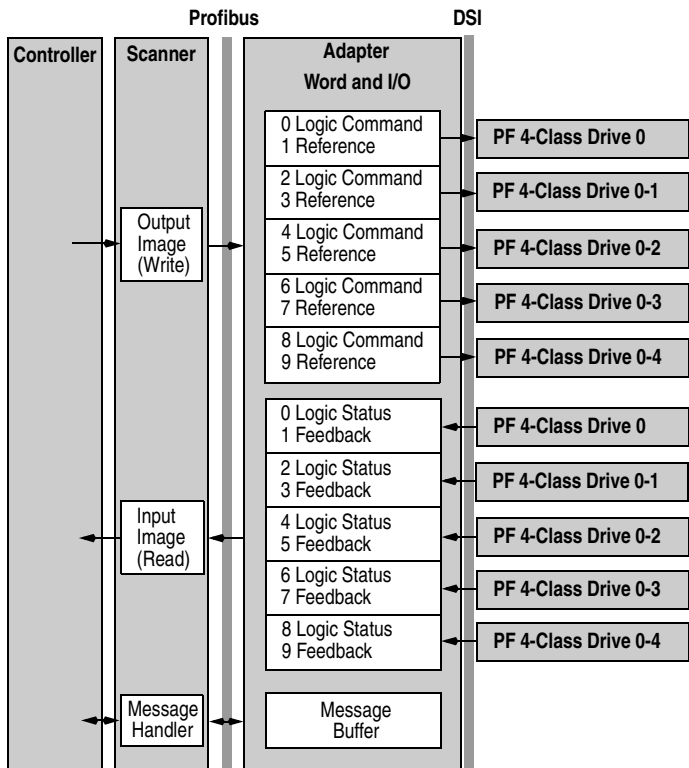 Profibus
DSI
Controller
Scanner
Adapter
Word and I/O
0 Logic Command
1 Reference
PF 4-Class Drive 0
2 Logic Command
3 Reference
PF 4-Class Drive 0-1
Output
Image
(Write)
4 Logic Command
5 Reference
PF 4-Class Drive 0-2
6 Logic Command
7 Reference
PF 4-Class Drive 0-3
8 Logic Command
9 Reference
PF 4-Class Drive 0-4
0 Logic Status
1 Feedback
PF 4-Class Drive 0
2 Logic Status
3 Feedback
PF 4-Class Drive 0-1
Input
Image
(Read)
4 Logic Status
5 Feedback
PF 4-Class Drive 0-2
6 Logic Status
7 Feedback
PF 4-Class Drive 0-3
8 Logic Status
9 Feedback
PF 4-Class Drive 0-4
Message
Handler
Message
Buffer